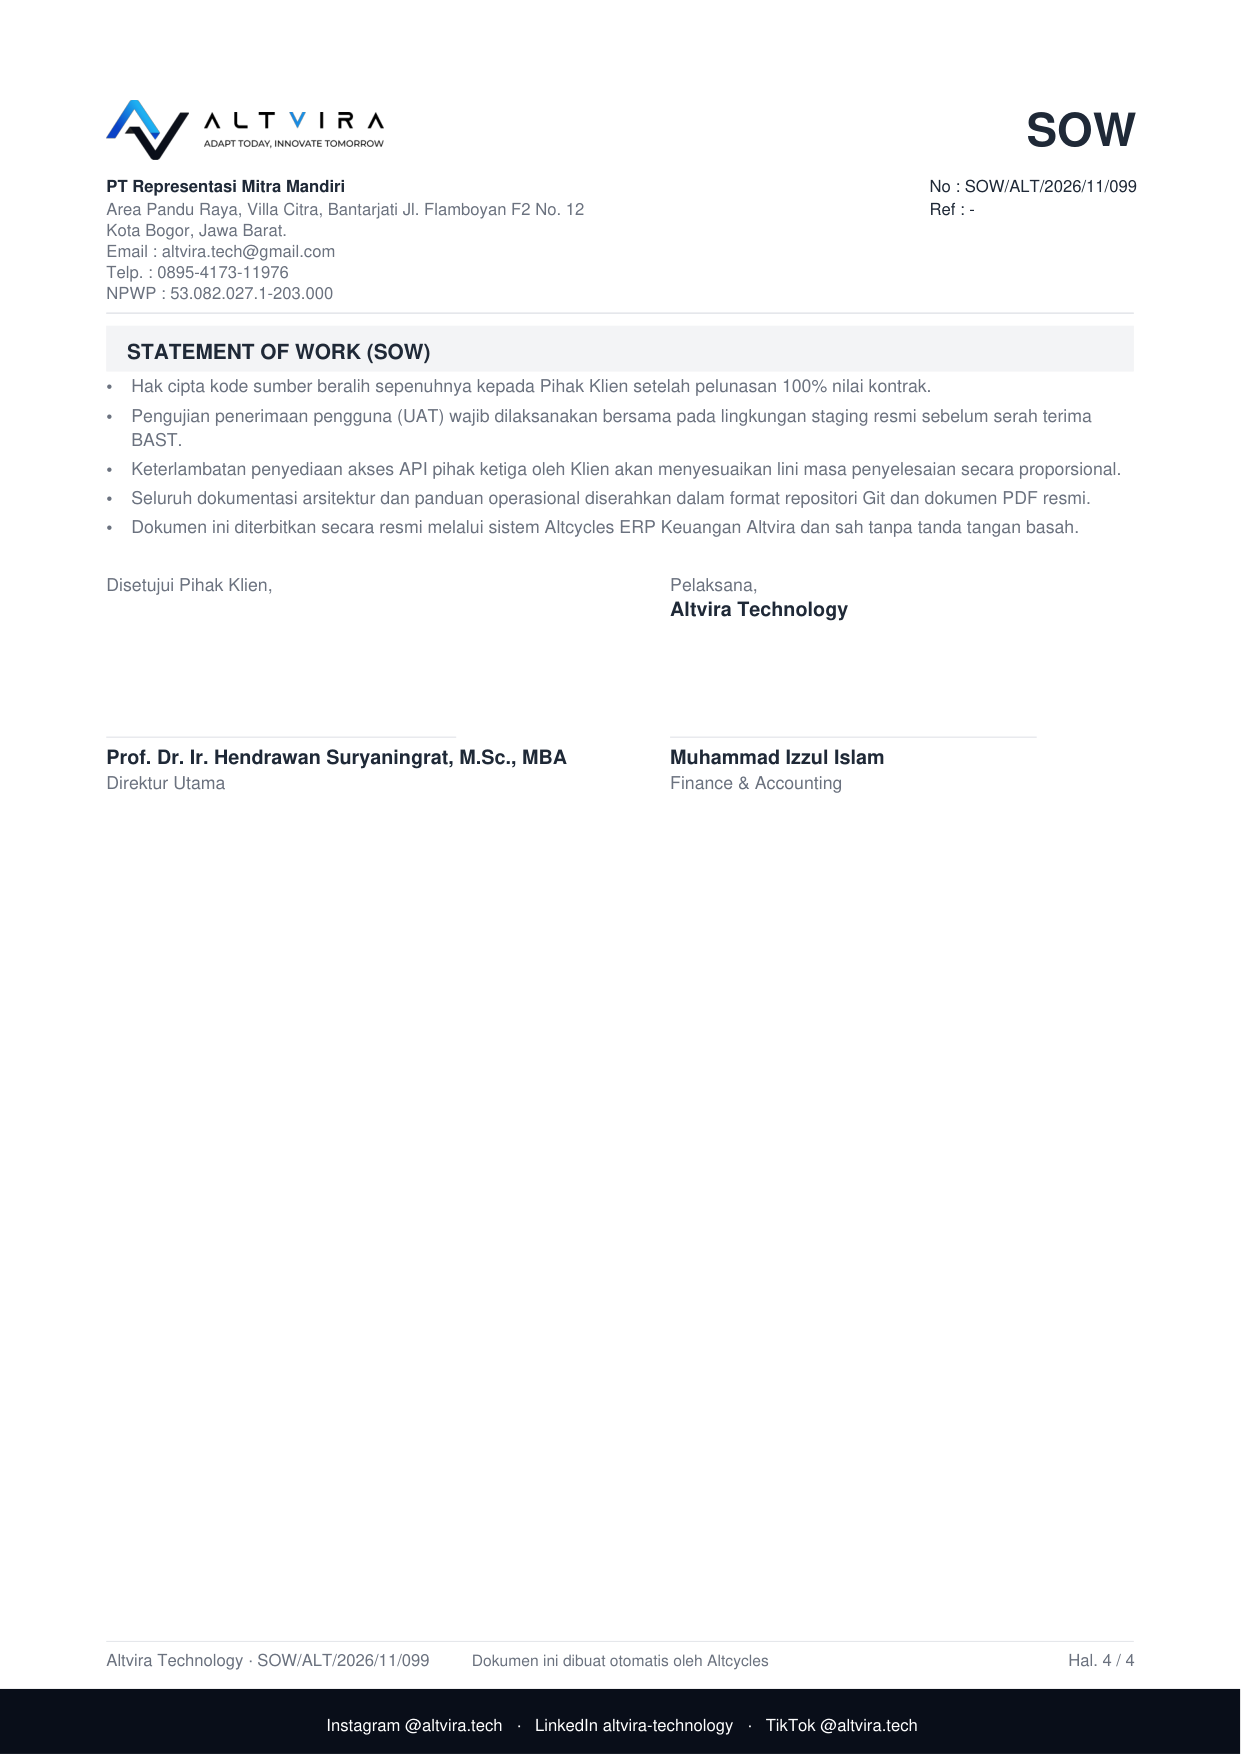 ALTVIRA
ADAPT TODAY, INNOVATE TOMORROW
SOW
PT Representasi Mitra Mandiri
Area Pandu Raya, Villa Citra, Bantarjati Jl. Flamboyan F2 No. 12
Kota Bogor, Jawa Barat.
Email : altvira.tech@gmail.com
Telp. : 0895-4173-11976
NPWP : 53.082.027.1-203.000
No : SOW/ALT/2026/11/099
Ref : -
STATEMENT OF WORK (SOW)
• Hak cipta kode sumber beralih sepenuhnya kepada Pihak Klien setelah pelunasan 100% nilai kontrak.
• Pengujian penerimaan pengguna (UAT) wajib dilaksanakan bersama pada lingkungan staging resmi sebelum serah terima
BAST.
• Keterlambatan penyediaan akses API pihak ketiga oleh Klien akan menyesuaikan lini masa penyelesaian secara proporsional.
• Seluruh dokumentasi arsitektur dan panduan operasional diserahkan dalam format repositori Git dan dokumen PDF resmi.
• Dokumen ini diterbitkan secara resmi melalui sistem Altcycles ERP Keuangan Altvira dan sah tanpa tanda tangan basah.
Disetujui Pihak Klien,
Prof. Dr. Ir. Hendrawan Suryaningrat, M.Sc., MBA
Direktur Utama
Pelaksana,
Altvira Technology
Muhammad Izzul Islam
Finance & Accounting
Altvira Technology · SOW/ALT/2026/11/099 Dokumen ini dibuat otomatis oleh Altcycles Hal. 4 / 4
Instagram @altvira.tech · LinkedIn altvira-technology · TikTok @altvira.tech